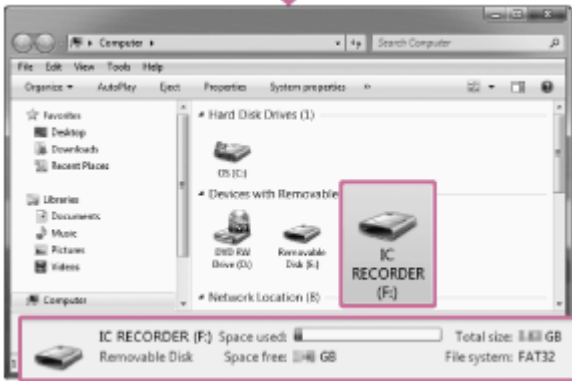 Computer
Search Computer
File Edit View Tools Help
Organize AutoPlay Eject Properties System properties »
Favorites
Desktop
Downloads
Recent Places
Libraries
Documents
Music
Pictures
Videos
Computer
Hard Disk Drives (1)
OS (C:)
Devices with Removable
DVD RW
Drive (D:)
Removable
Disk (E:)
IC
RECORDER
(F:)
Network Location (8)
IC RECORDER (F:) Space used: Total size: GB
Removable Disk Space free: GB File system: FAT32